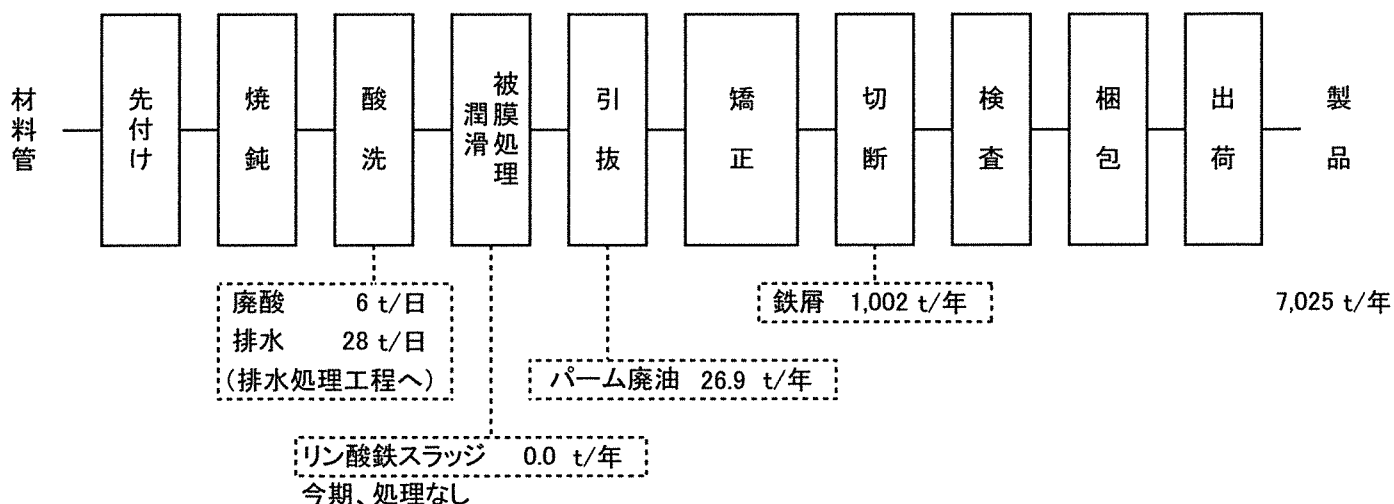 材料管
先付け
焼鈍
酸洗
被膜処理
潤滑
引抜
矯正
切断
検査
梱包
出荷
製品
廃酸 6 t/日
排水 28 t/日
(排水処理工程へ)
鉄屑 1,002 t/年
7,025 t/年
パーム廃油 26.9 t/年
リン酸鉄スラッジ 0.0 t/年
今期、処理なし